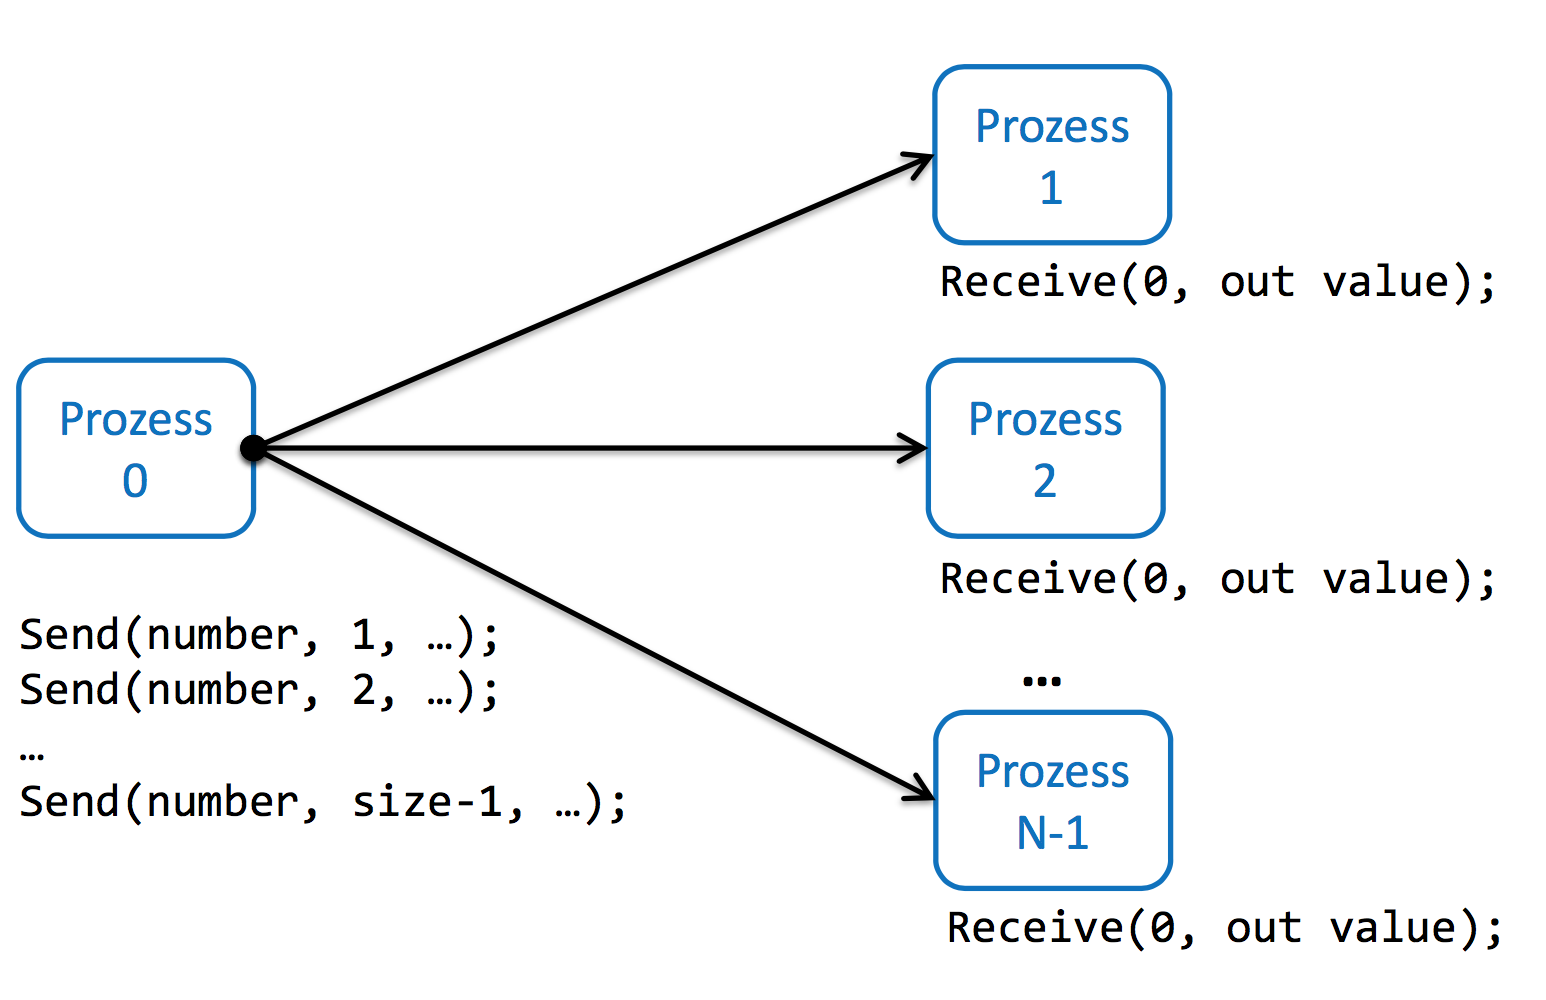 Prozess
0
Send(number, 1, …);
Send(number, 2, …);
…
Send(number, size-1, …);
Prozess
1
Receive(0, out value);
Prozess
2
Receive(0, out value);
…
Prozess
N-1
Receive(0, out value);